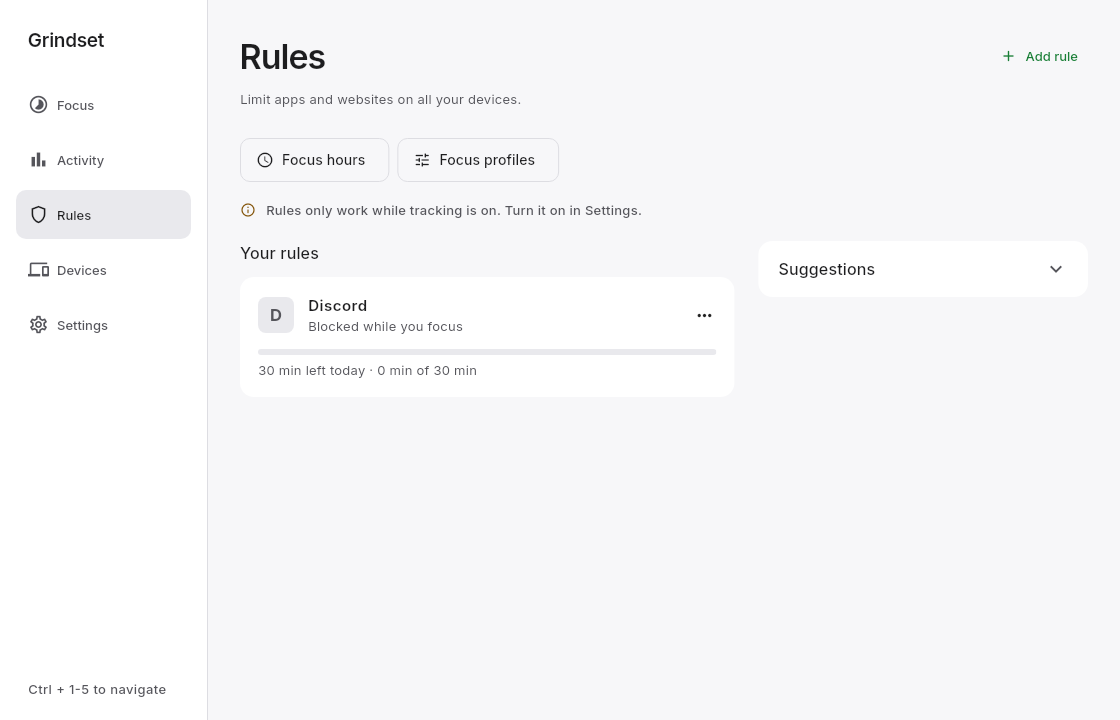 Grindset
Focus
Activity
Rules
Devices
Settings
Ctrl + 1-5 to navigate
Rules
Add rule
Limit apps and websites on all your devices.
Focus hours
Focus profiles
Rules only work while tracking is on. Turn it on in Settings.
Your rules
D
Discord
Blocked while you focus
30 min left today · 0 min of 30 min
Suggestions